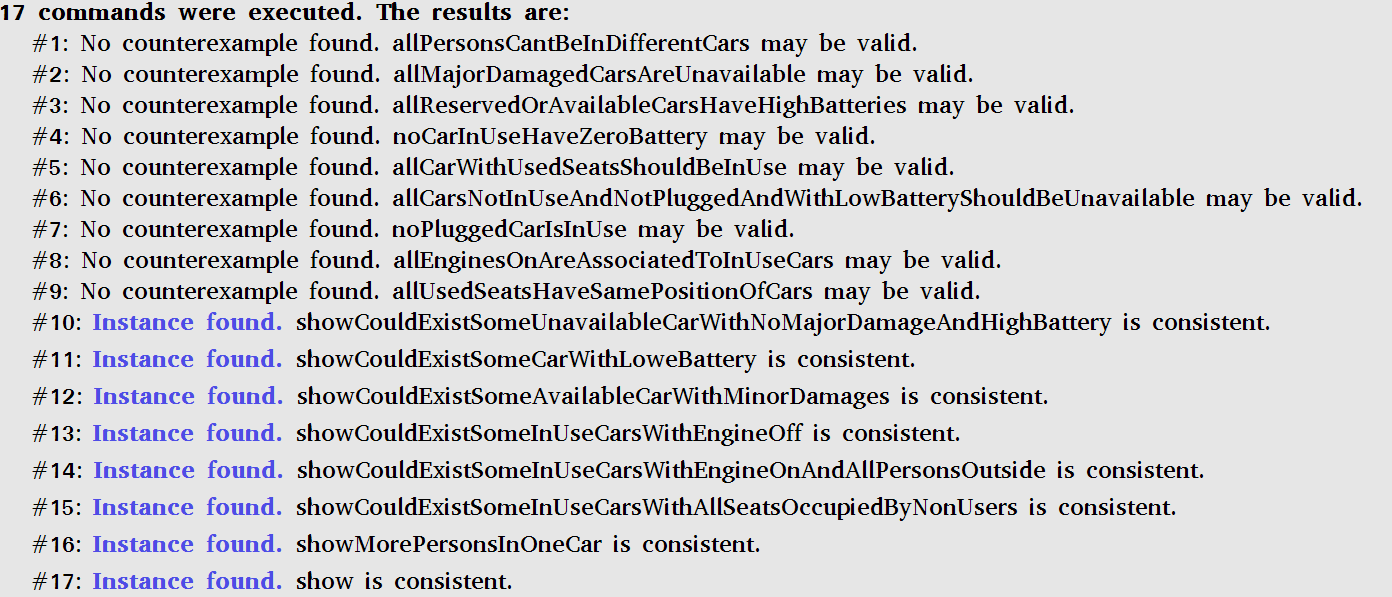 17 commands were executed. The results are:
#1: No counterexample found. allPersonsCantBeInDifferentCars may be valid.
#2: No counterexample found. allMajorDamagedCarsAreUnavailable may be valid.
#3: No counterexample found. allReservedOrAvailableCarsHaveHighBatteries may be valid.
#4: No counterexample found. noCarInUseHaveZeroBattery may be valid.
#5: No counterexample found. allCarWithUsedSeatsShouldBeInUse may be valid.
#6: No counterexample found. allCarsNotInUseAndNotPluggedAndWithLowBatteryShouldBeUnavailable may be valid.
#7: No counterexample found. noPluggedCarIsInUse may be valid.
#8: No counterexample found. allEnginesOnAreAssociatedToInUseCars may be valid.
#9: No counterexample found. allUsedSeatsHaveSamePositionOfCars may be valid.
#10: Instance found. showCouldExistSomeUnavailableCarWithNoMajorDamageAndHighBattery is consistent.
#11: Instance found. showCouldExistSomeCarWithLoweBattery is consistent.
#12: Instance found. showCouldExistSomeAvailableCarWithMinorDamages is consistent.
#13: Instance found. showCouldExistSomeInUseCarsWithEngineOff is consistent.
#14: Instance found. showCouldExistSomeInUseCarsWithEngineOnAndAllPersonsOutside is consistent.
#15: Instance found. showCouldExistSomeInUseCarsWithAllSeatsOccupiedByNonUsers is consistent.
#16: Instance found. showMorePersonsInOneCar is consistent.
#17: Instance found. show is consistent.